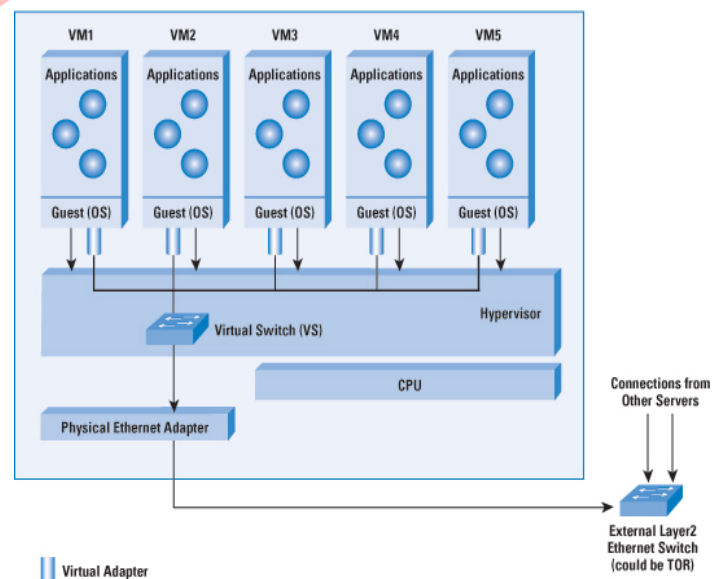 VM1 VM2 VM3 VM4 VM5
Applications Applications Applications Applications Applications
Guest (OS) Guest (OS) Guest (OS) Guest (OS) Guest (OS)
Hypervisor
Virtual Switch (VS)
CPU
Physical Ethernet Adapter
Connections from
Other Servers
External Layer2
Ethernet Switch
(could be TOR)
Virtual Adapter